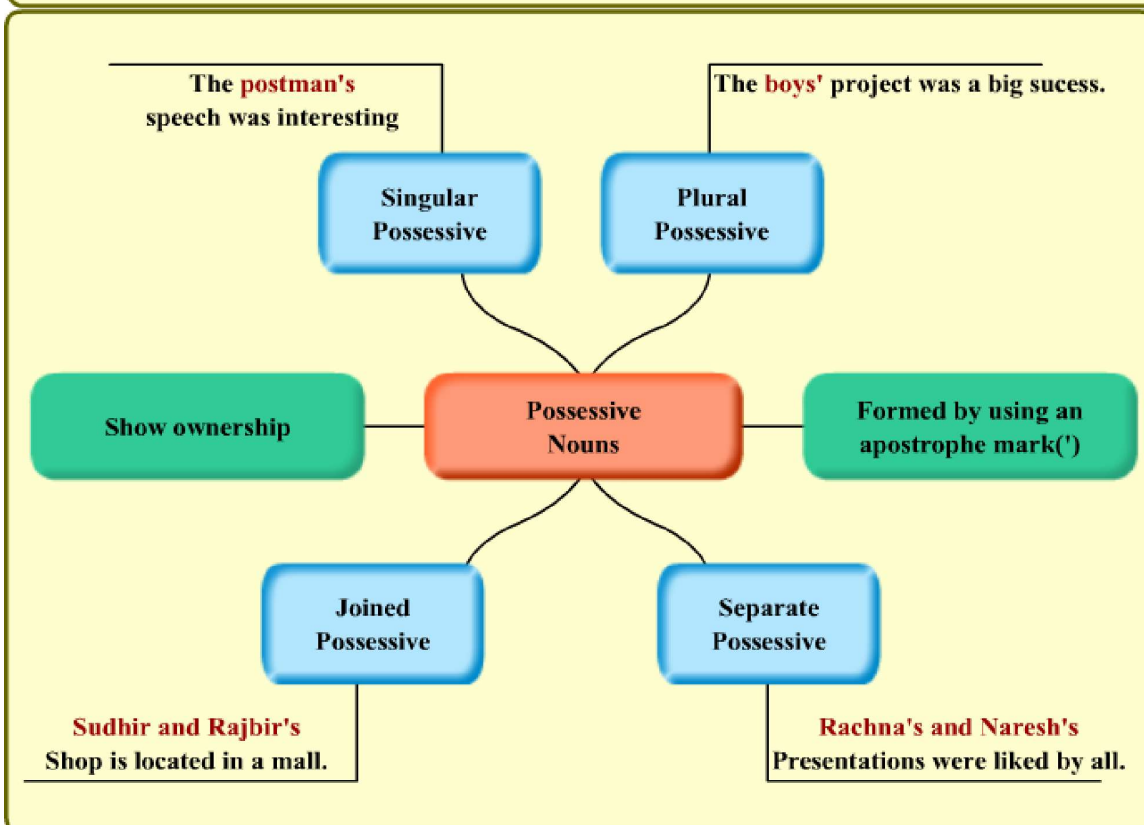 The postman's
speech was interesting
The boys' project was a big sucess.
Singular
Possessive
Plural
Possessive
Show ownership
Possessive
Nouns
Formed by using an
apostrophe mark(')
Joined
Possessive
Separate
Possessive
Sudhir and Rajbir's
Shop is located in a mall.
Rachna's and Naresh's
Presentations were liked by all.